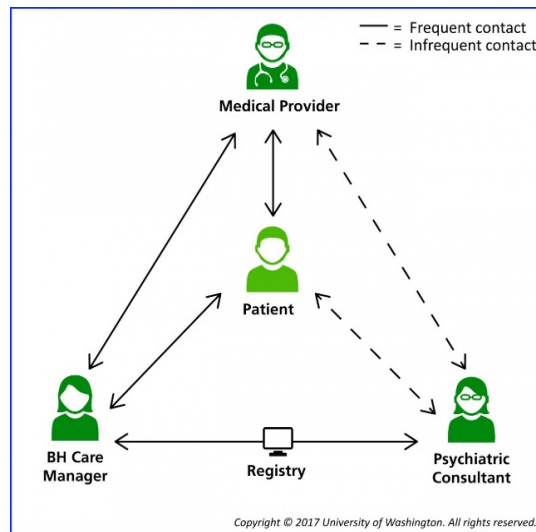 = Frequent contact
= Infrequent contact
Medical Provider
Patient
BH Care
Manager
Registry
Psychiatric
Consultant
Copyright © 2017 University of Washington. All rights reserved.